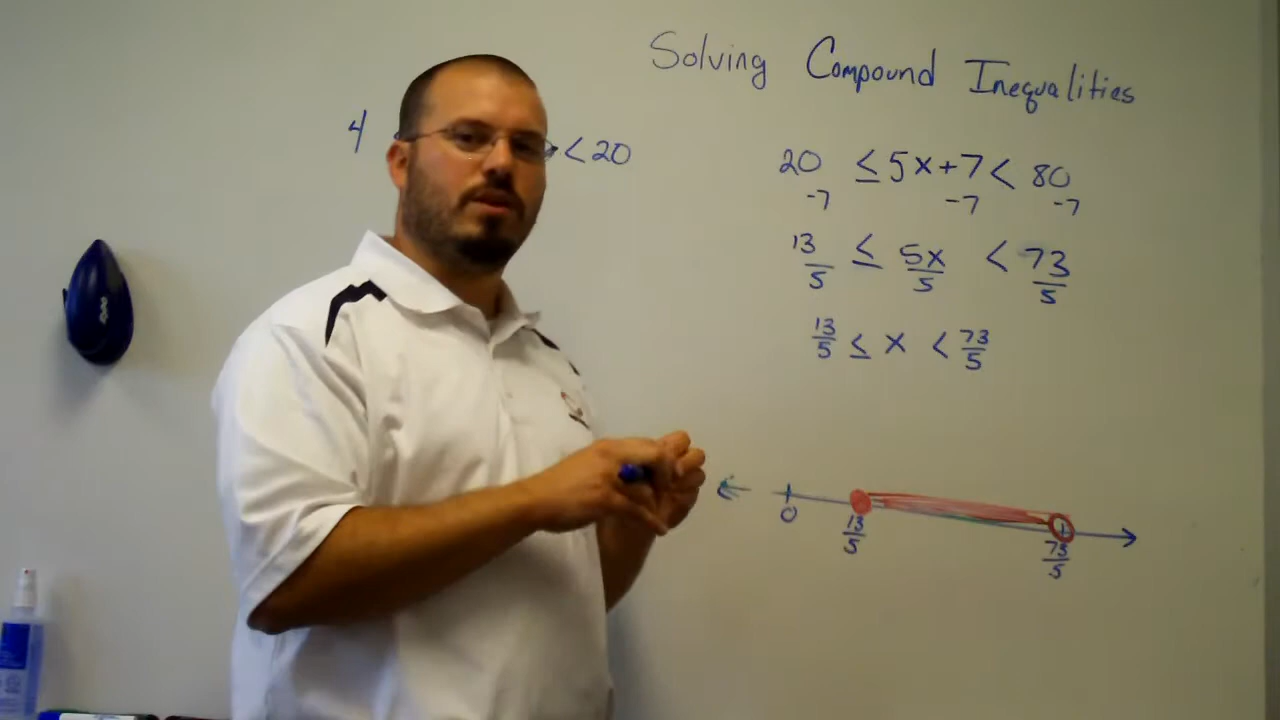 Solving Compound Inequalities
4 < 20
20 ≤ 5x+7 < 80
-7 -7 -7
13/5 ≤ 5x/5 < 73/5
13/5 ≤ x < 73/5
0 13/5 73/5